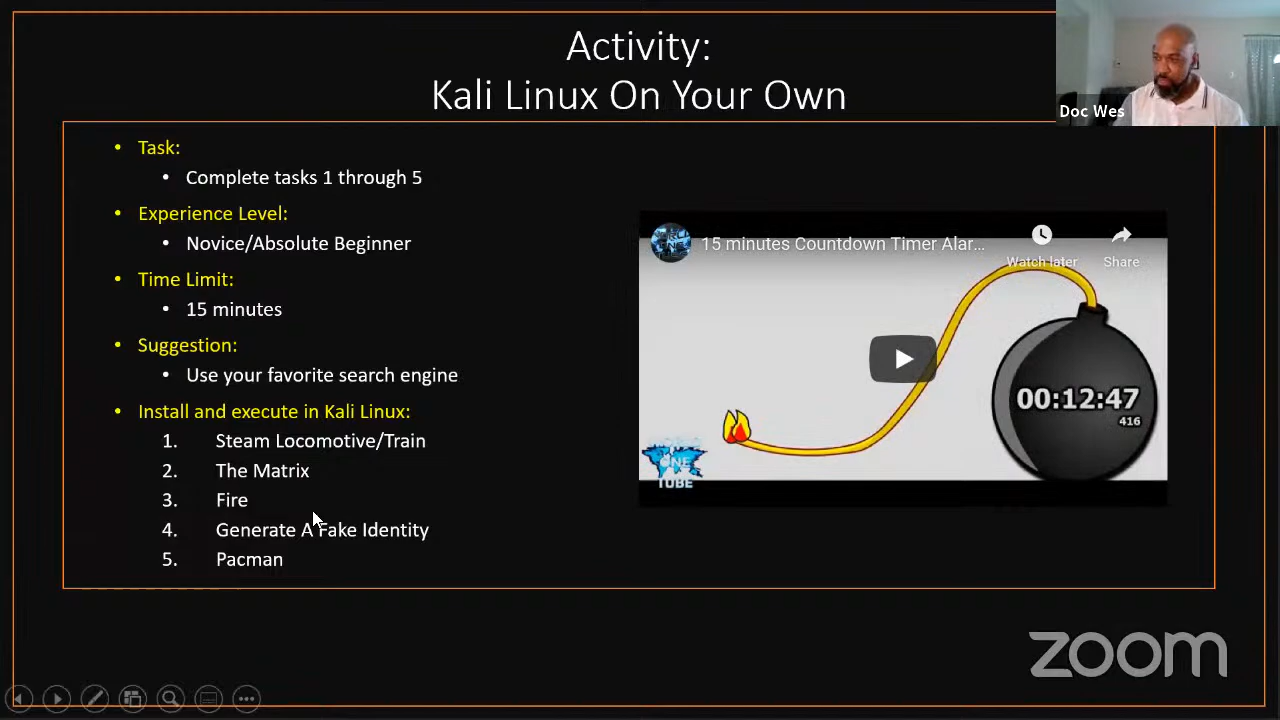 Activity:
Kali Linux On Your Own
Doc Wes
• Task:
• Complete tasks 1 through 5
• Experience Level:
• Novice/Absolute Beginner
• Time Limit:
• 15 minutes
• Suggestion:
• Use your favorite search engine
• Install and execute in Kali Linux:
1. Steam Locomotive/Train
2. The Matrix
3. Fire
4. Generate A Fake Identity
5. Pacman
15 minutes Countdown Timer Alar...
Watch later
Share
00:12:47
416
ONE
TUBE
zoom